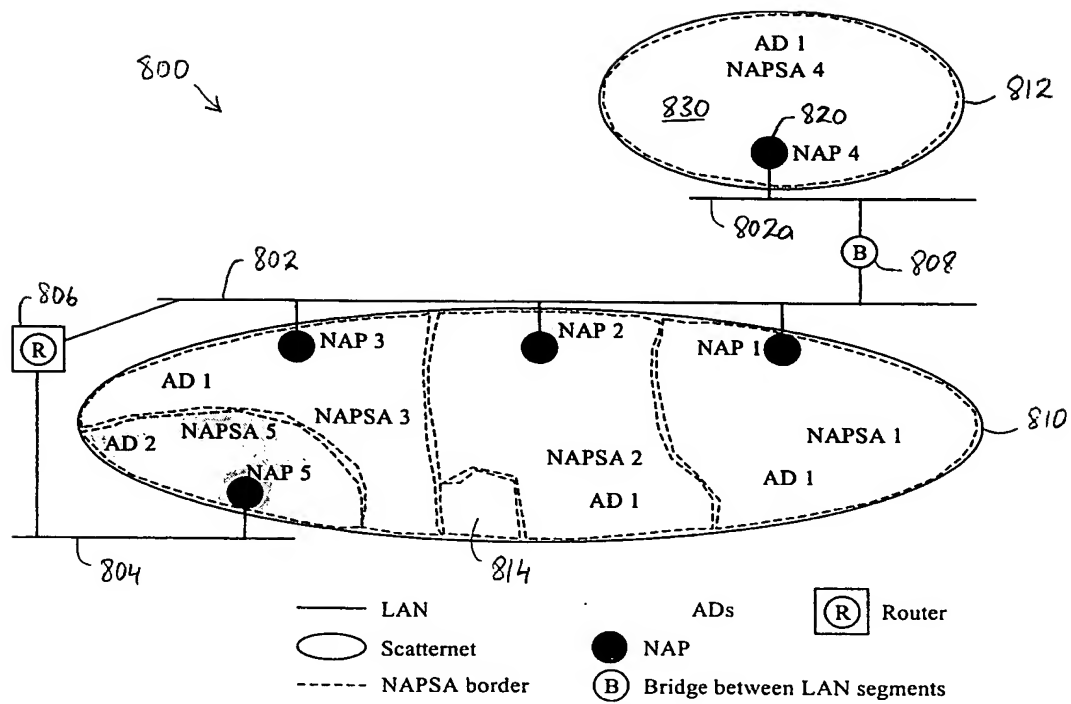 800
AD 1
NAPSA 4
812
830
820
NAP 4
802a
802
B
808
806
R
NAP 3
NAP 2
NAP 1
AD 1
NAPSA 3
NAPSA 5
AD 2
NAPSA 1
810
NAP 5
NAPSA 2
AD 1
AD 1
804
814
LAN
ADs
R Router
Scatternet
NAP
NAPSA border
B Bridge between LAN segments